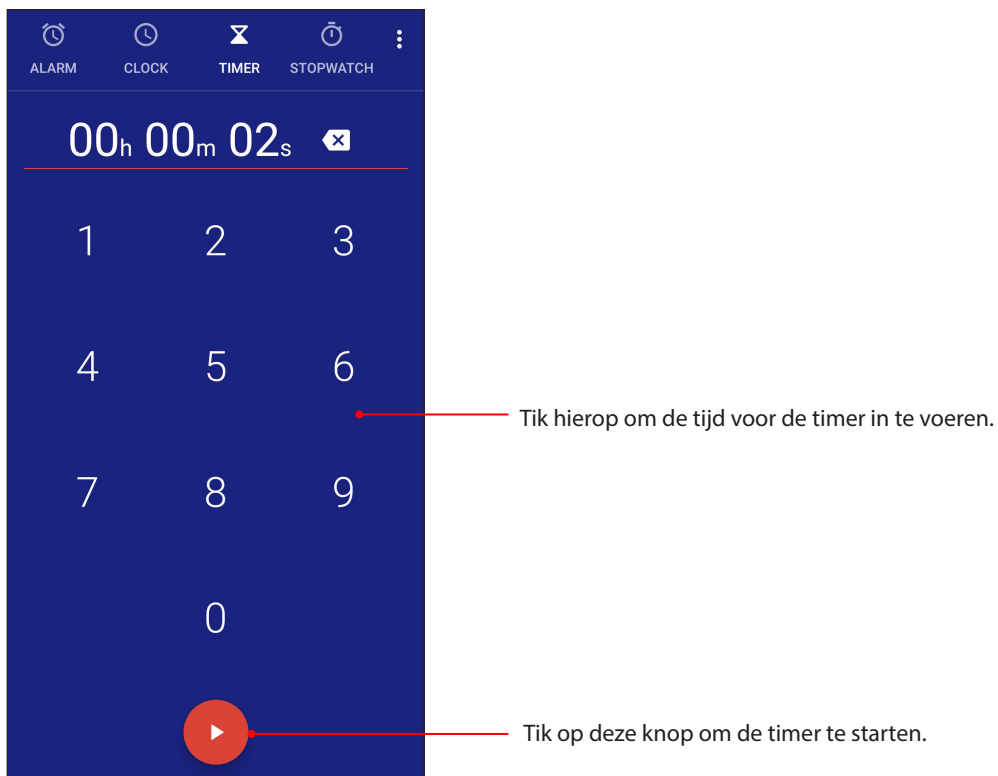 ALARM CLOCK TIMER STOPWATCH
00h 00m 02s
1 2 3
4 5 6
Tik hierop om de tijd voor de timer in te voeren.
7 8 9
0
Tik op deze knop om de timer te starten.